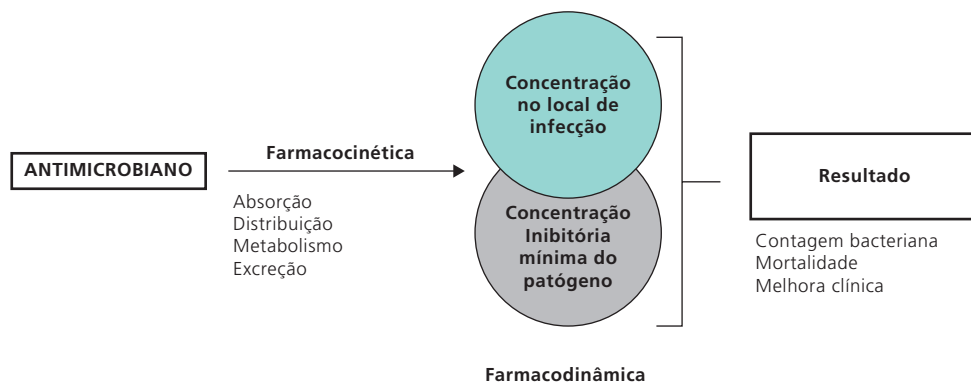 ANTIMICROBIANO
Farmacocinética
Absorção
Distribuição
Metabolismo
Excreção
Concentração
no local de
infecção
Concentração
Inibitória
mínima do
patógeno
Farmacodinâmica
Resultado
Contagem bacteriana
Mortalidade
Melhora clínica